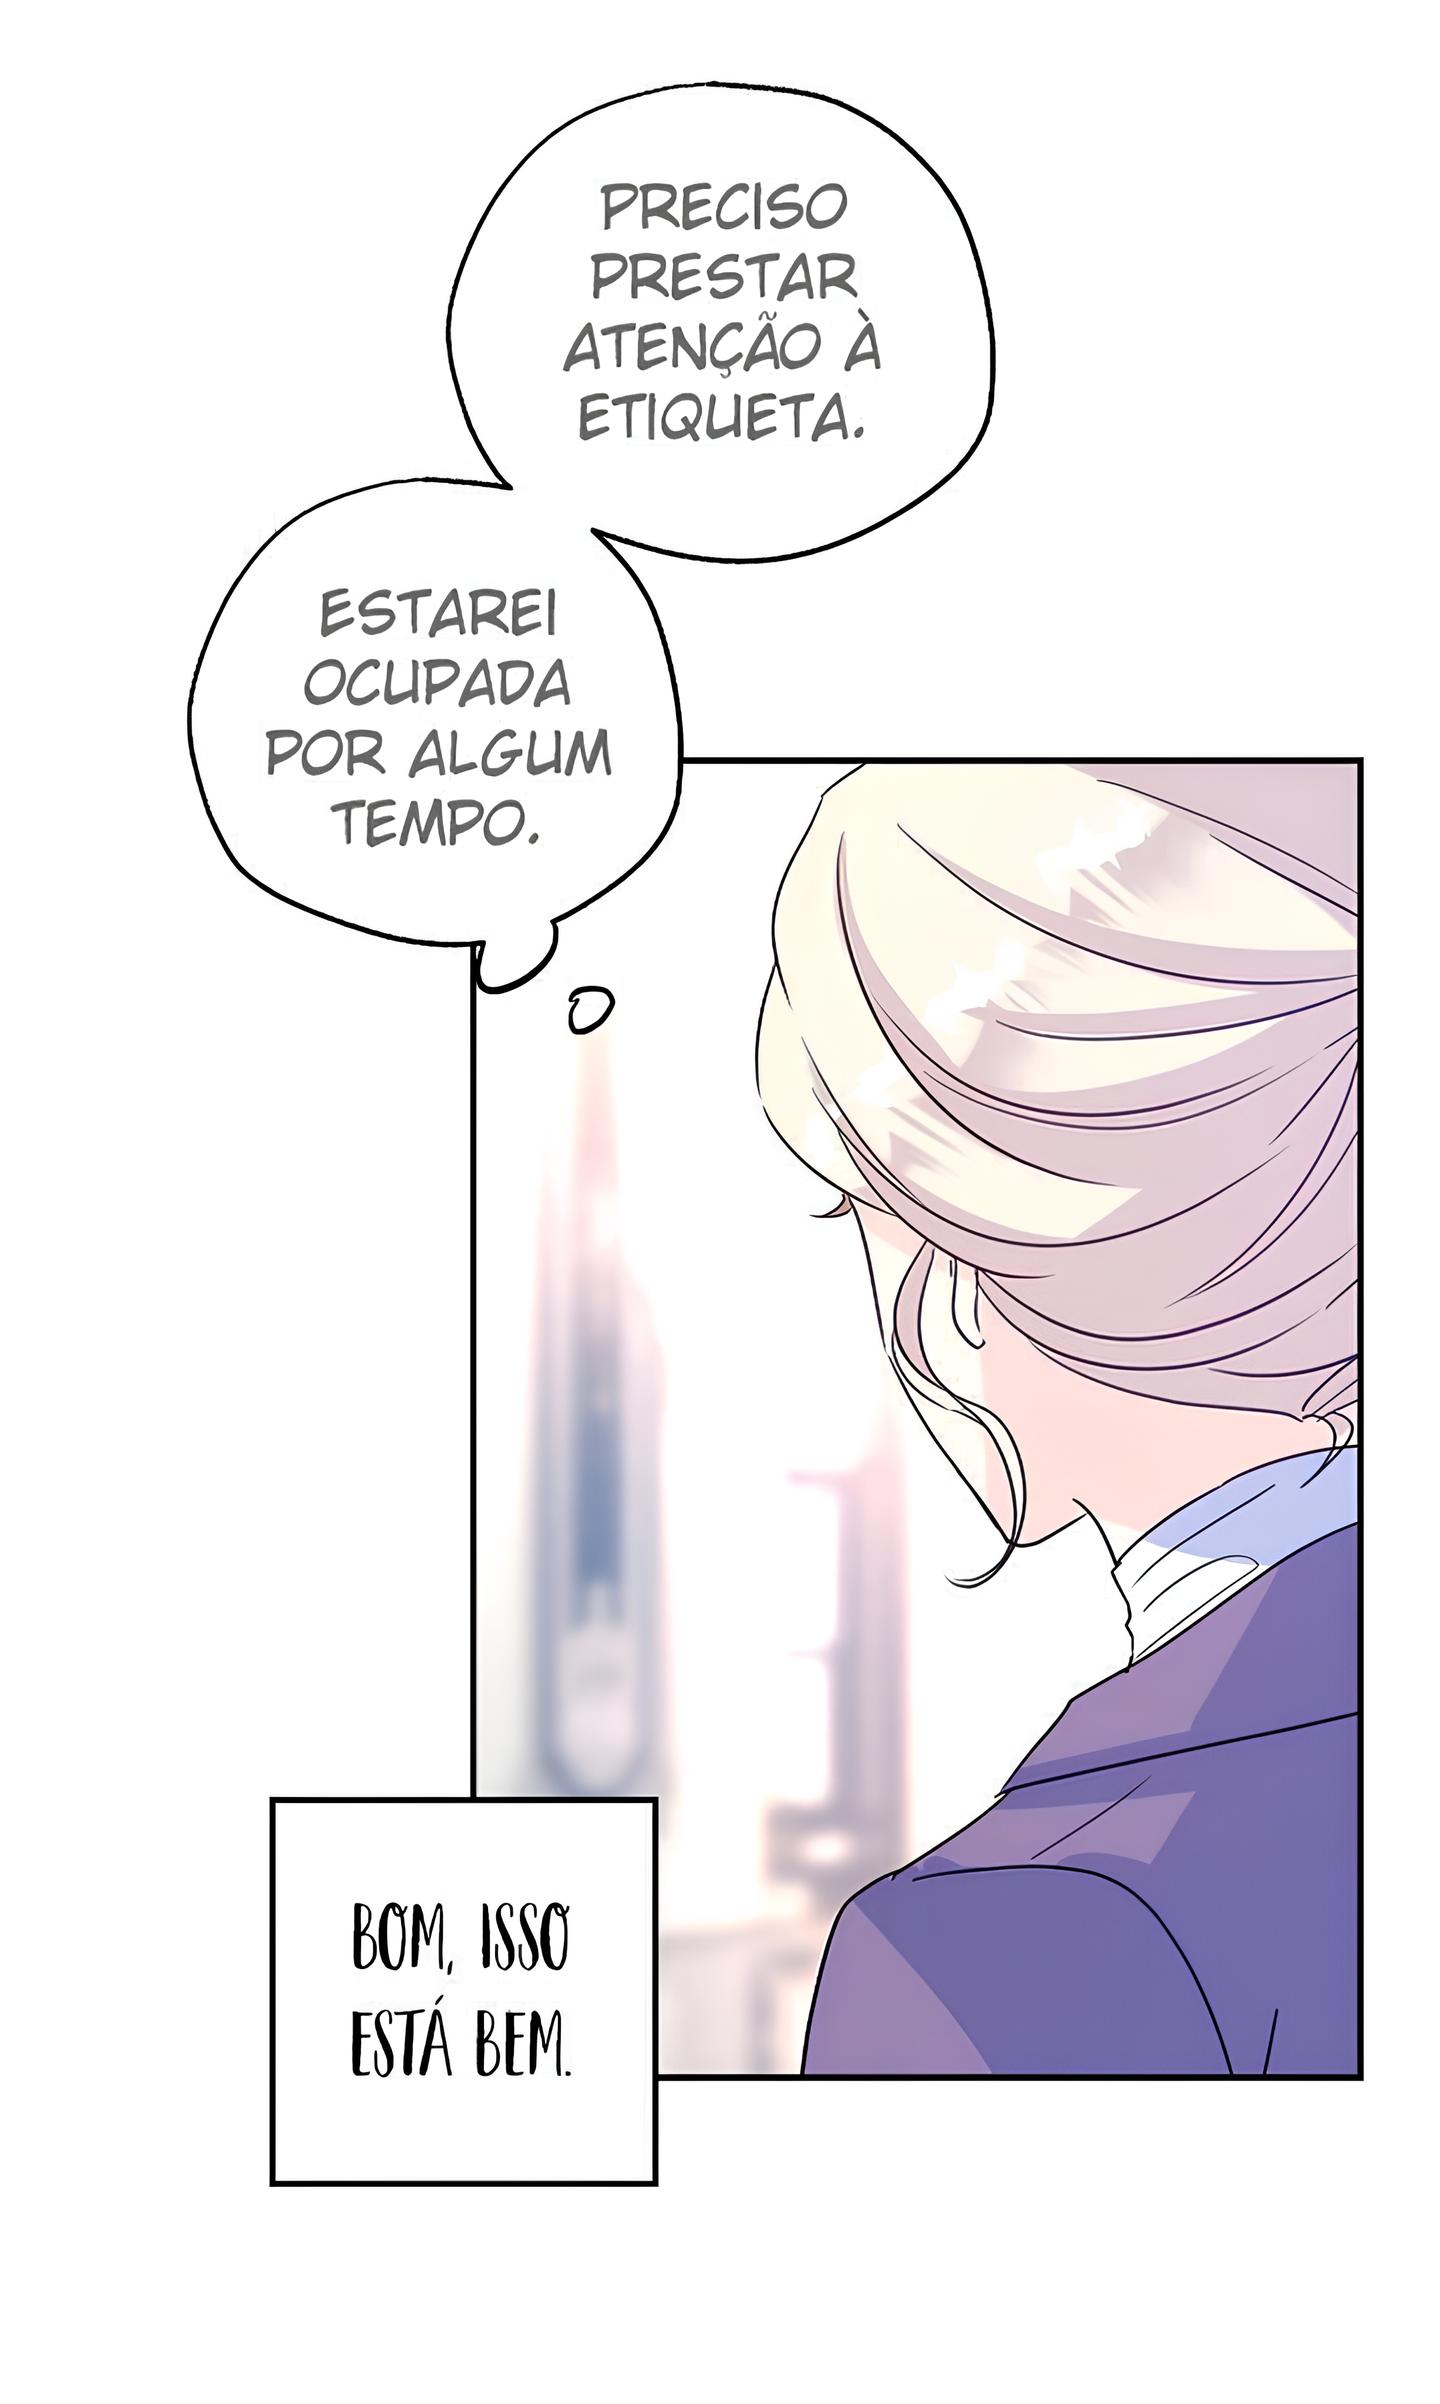 PRECISO
PRESTAR
ATENÇÃO À
ETIQUETA.
ESTAREI
OCUPADA
POR ALGUM
TEMPO.
BOM, ISSO
ESTÁ BEM.